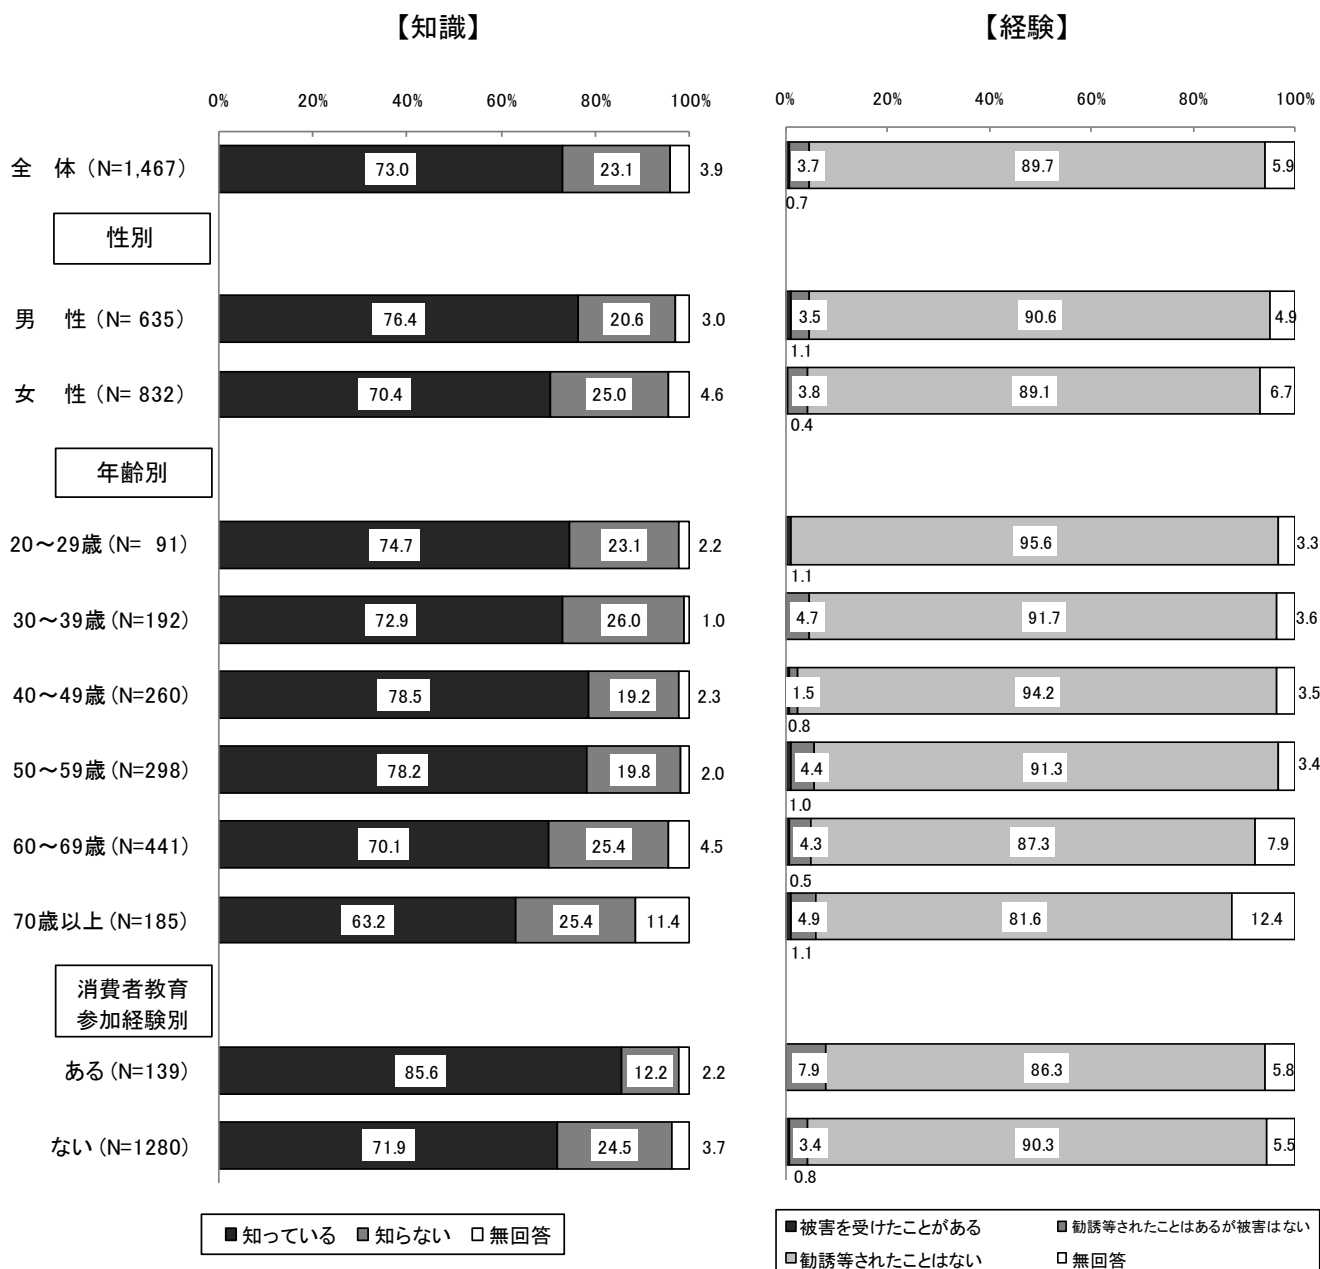 【知識】
【経験】
0% 20% 40% 60% 80% 100%
0% 20% 40% 60% 80% 100%
全 体 (N=1,467) 73.0 23.1 3.9 3.7 89.7 5.9
0.7
性別
男 性 (N= 635) 76.4 20.6 3.0 3.5 90.6 4.9
1.1
女 性 (N= 832) 70.4 25.0 4.6 3.8 89.1 6.7
0.4
年齢別
20～29歳 (N= 91) 74.7 23.1 2.2 95.6 3.3
1.1
30～39歳 (N=192) 72.9 26.0 1.0 4.7 91.7 3.6
40～49歳 (N=260) 78.5 19.2 2.3 1.5 94.2 3.5
0.8
50～59歳 (N=298) 78.2 19.8 2.0 4.4 91.3 3.4
1.0
60～69歳 (N=441) 70.1 25.4 4.5 4.3 87.3 7.9
0.5
70歳以上 (N=185) 63.2 25.4 11.4 4.9 81.6 12.4
1.1
消費者教育
参加経験別
ある (N=139) 85.6 12.2 2.2 7.9 86.3 5.8
ない (N=1280) 71.9 24.5 3.7 3.4 90.3 5.5
0.8
知っている 知らない 無回答
被害を受けたことがある 勧誘等されたことはあるが被害はない
勧誘等されたことはない 無回答